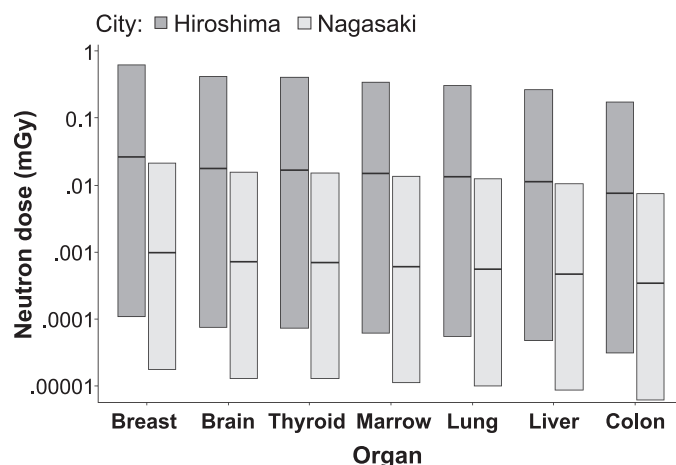 City: Hiroshima Nagasaki
Neutron dose (mGy)
1
0.1
.01
.001
.0001
.00001
Breast Brain Thyroid Marrow Lung Liver Colon
Organ